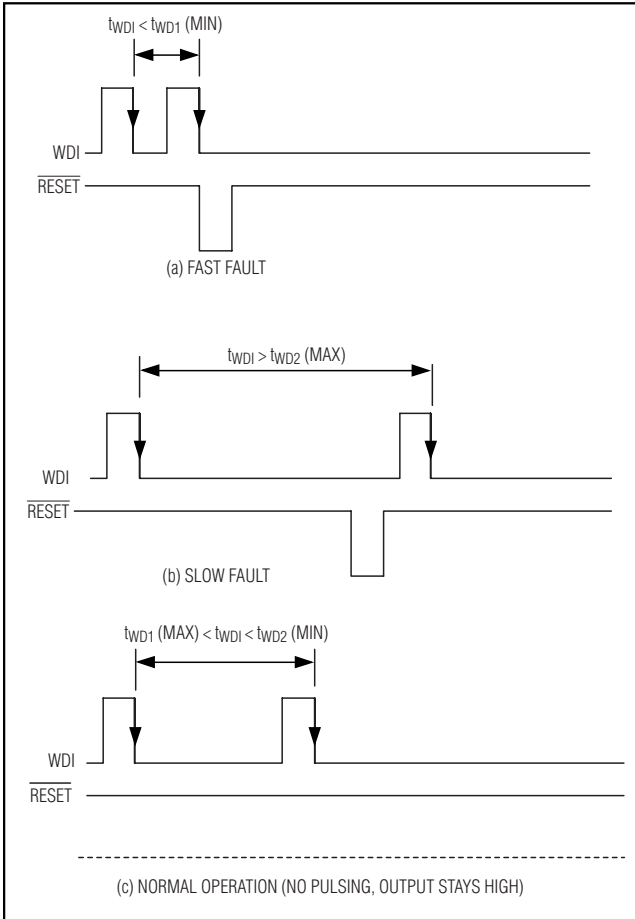 tWDI < tWD1 (MIN)
WDI
RESET
(a) FAST FAULT
tWDI > tWD2 (MAX)
WDI
RESET
(b) SLOW FAULT
tWD1 (MAX) < tWDI < tWD2 (MIN)
WDI
RESET
(c) NORMAL OPERATION (NO PULSING, OUTPUT STAYS HIGH)